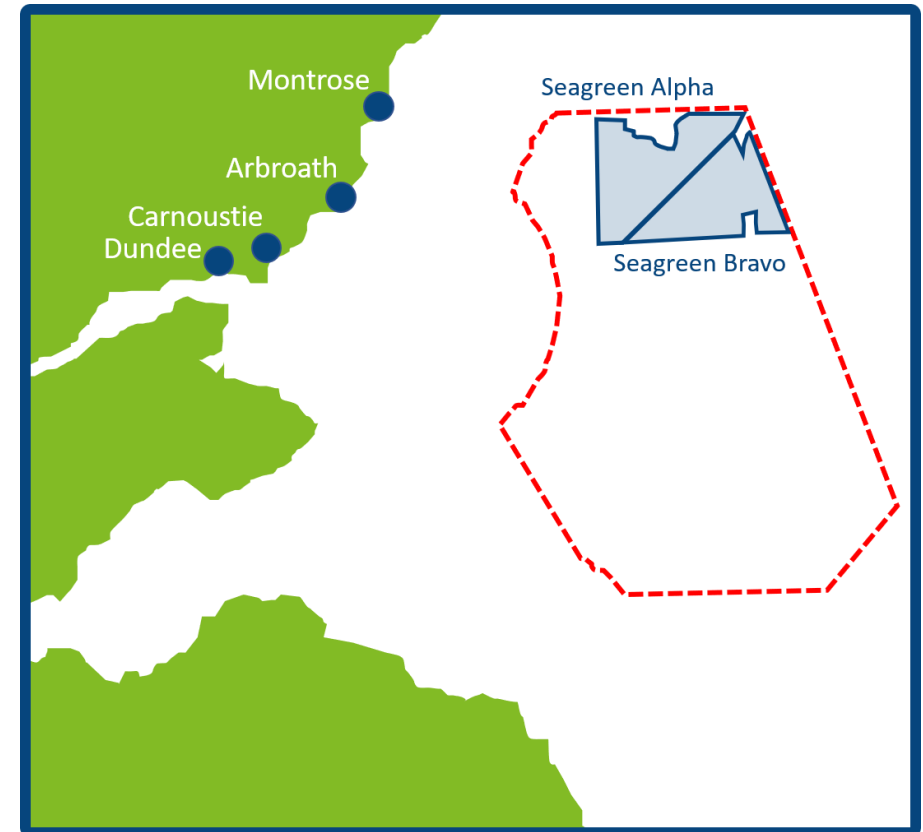 Montrose
Seagreen Alpha
Arbroath
Carnoustie
Dundee
Seagreen Bravo